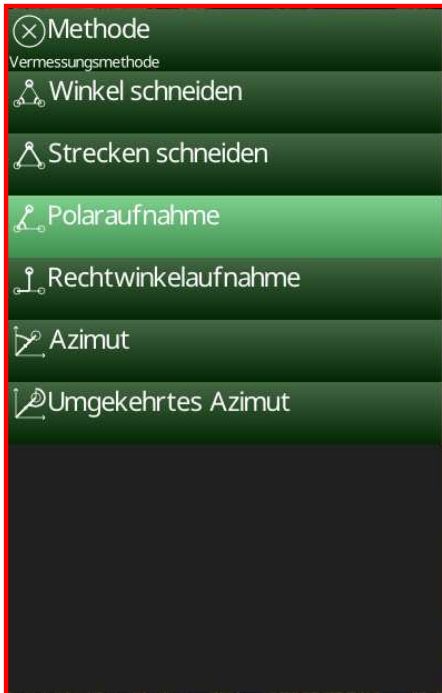 Methode
Vermessungsmethode
Winkel schneiden
Strecken schneiden
Polaraufnahme
Rechtwinkelaufnahme
Azimut
Umgekehrtes Azimut